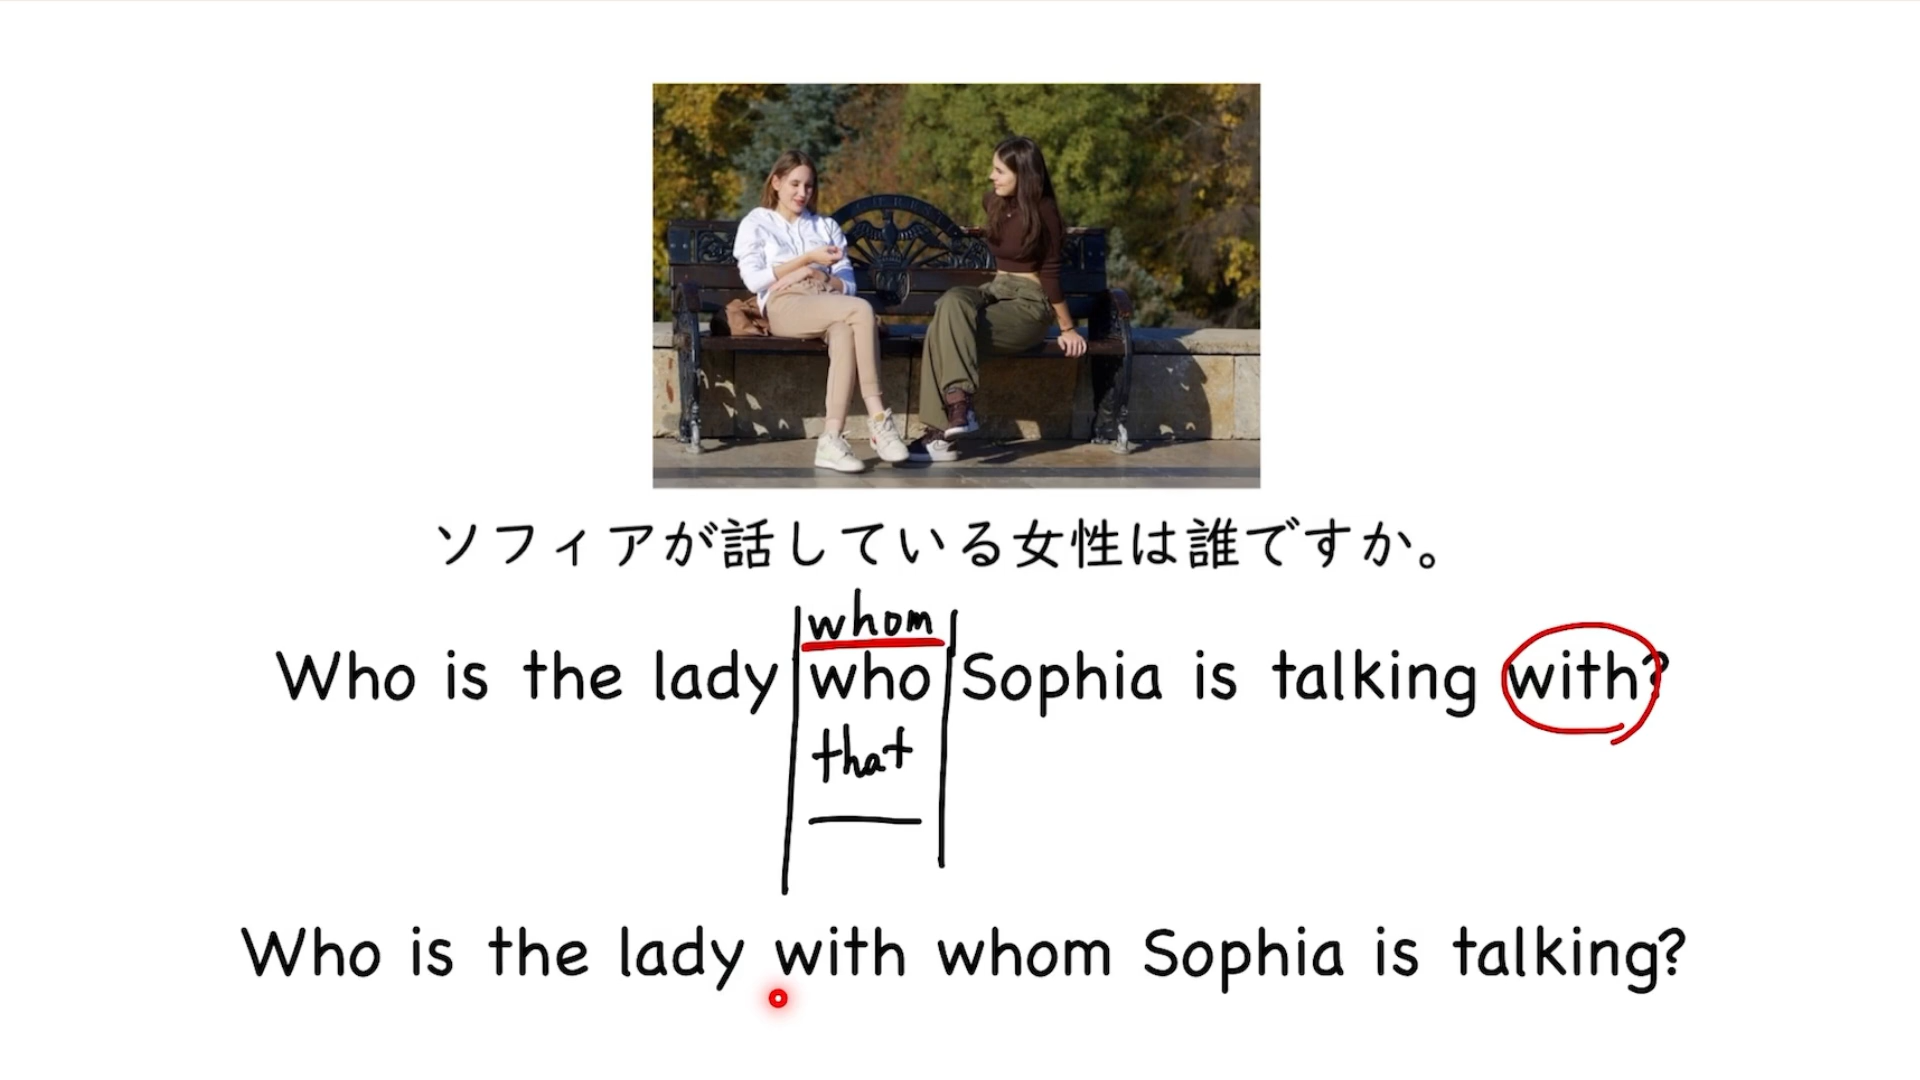 ソフィアが話している女性は誰ですか。
whom
Who is the lady who Sophia is talking with?
that
Who is the lady with whom Sophia is talking?